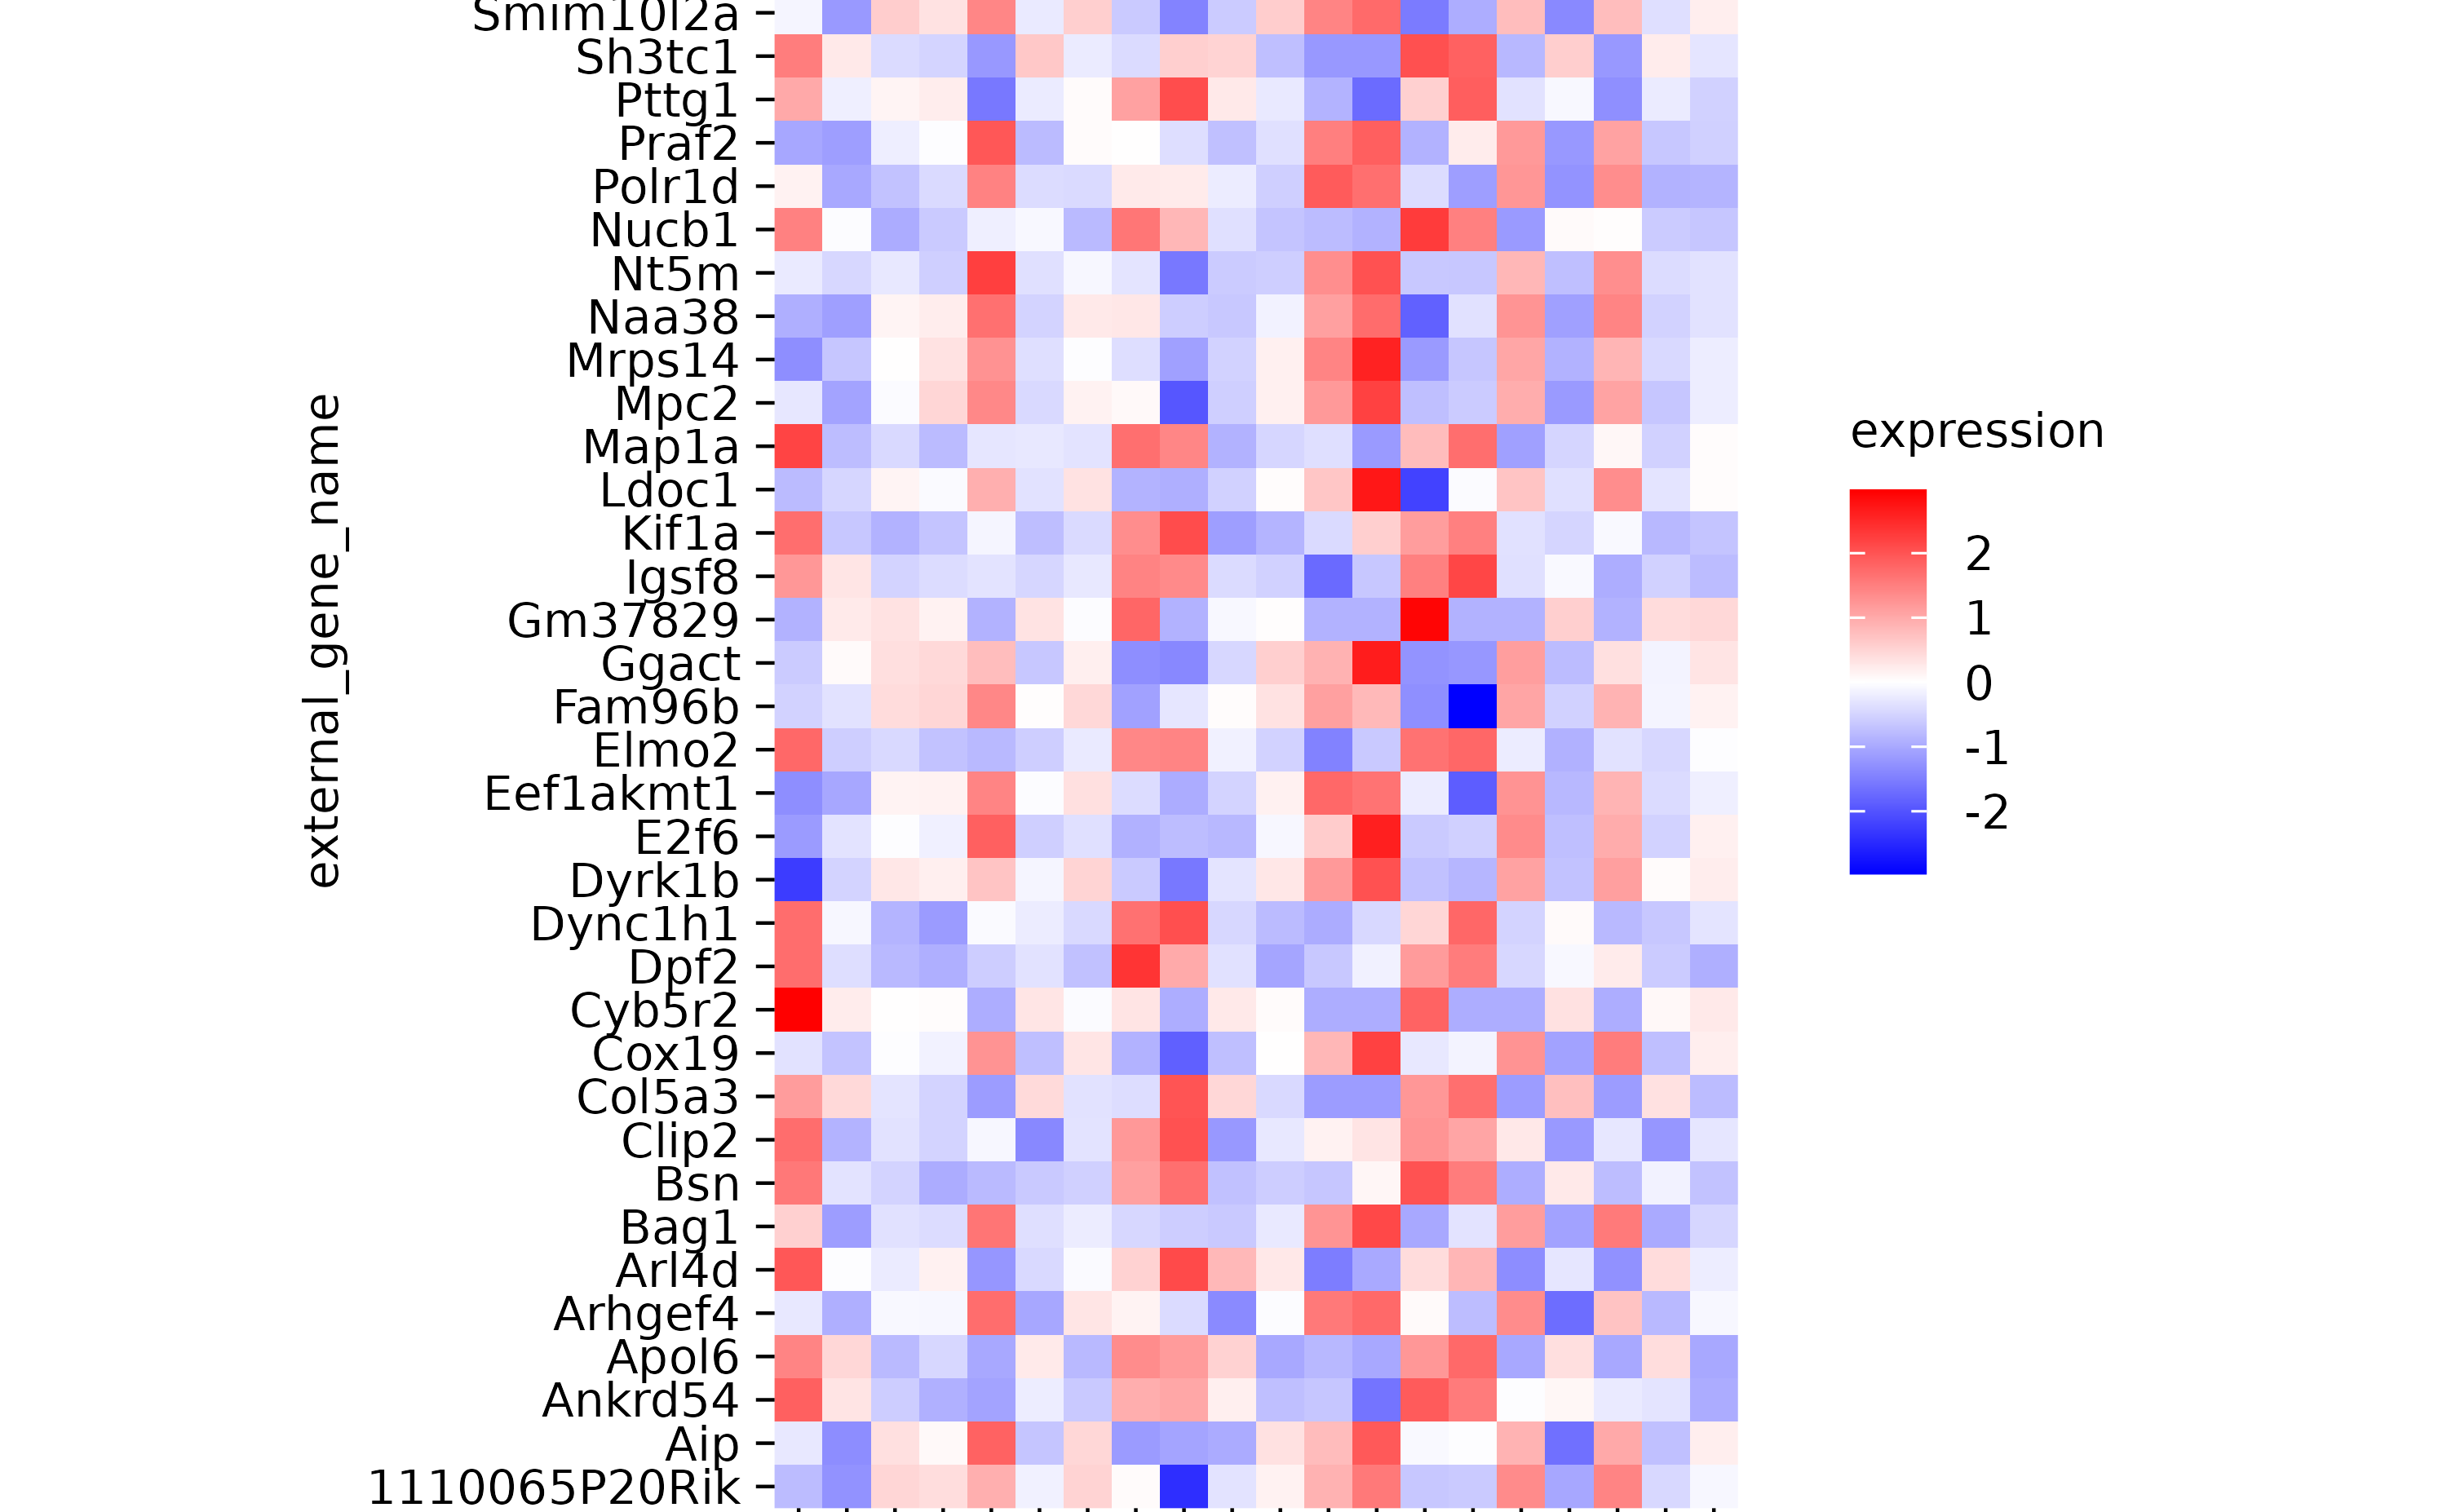 Smim10l2a
Sh3tc1
Pttg1
Praf2
Polr1d
Nucb1
Nt5m
Naa38
Mrps14
Mpc2
Map1a
Ldoc1
Kif1a
Igsf8
Gm37829
Ggact
Fam96b
Elmo2
Eef1akmt1
E2f6
Dyrk1b
Dync1h1
Dpf2
Cyb5r2
Cox19
Col5a3
Clip2
Bsn
Bag1
Arl4d
Arhgef4
Apol6
Ankrd54
Aip
1110065P20Rik
external_gene_name
expression
2
1
0
-1
-2